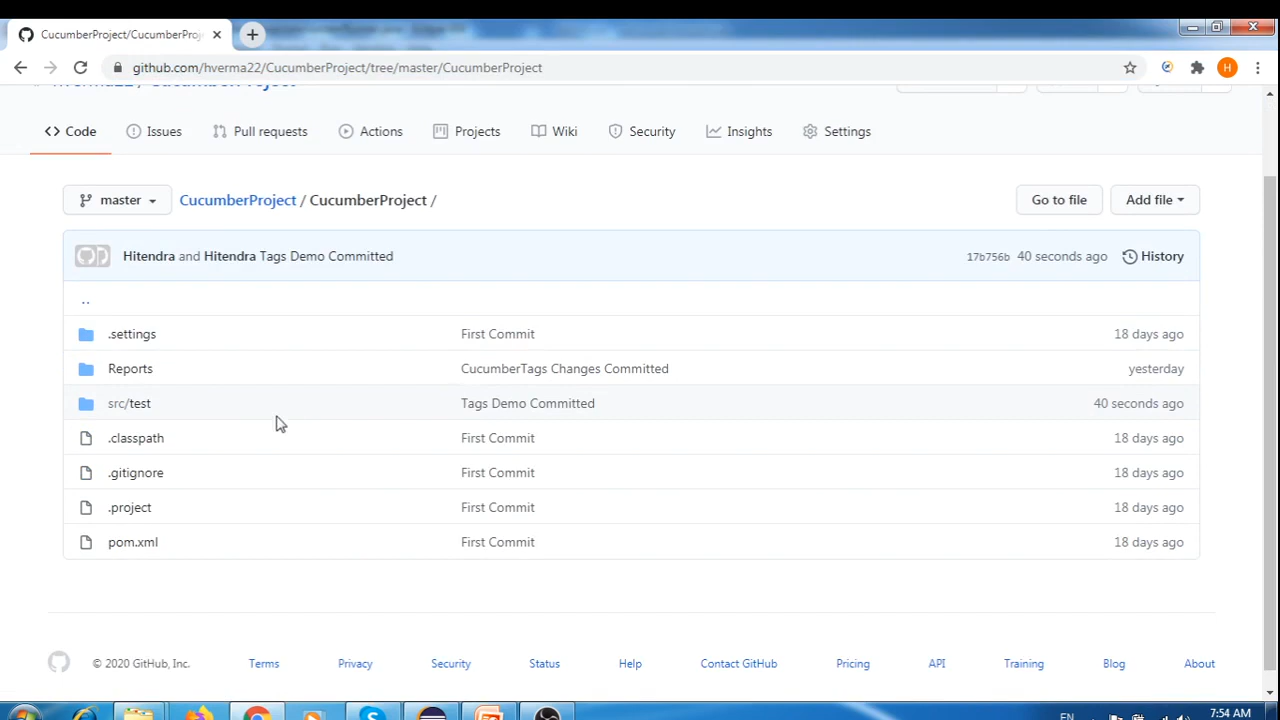 CucumberProject/CucumberProj
github.com/hverma22/CucumberProject/tree/master/CucumberProject
H
Code Issues Pull requests Actions Projects Wiki Security Insights Settings
master CucumberProject / CucumberProject / Go to file Add file
Hitendra and Hitendra Tags Demo Committed 17b756b 40 seconds ago History
..
.settings First Commit 18 days ago
Reports CucumberTags Changes Committed yesterday
src/test Tags Demo Committed 40 seconds ago
.classpath First Commit 18 days ago
.gitignore First Commit 18 days ago
.project First Commit 18 days ago
pom.xml First Commit 18 days ago
© 2020 GitHub, Inc. Terms Privacy Security Status Help Contact GitHub Pricing API Training Blog About
EN 7:54 AM